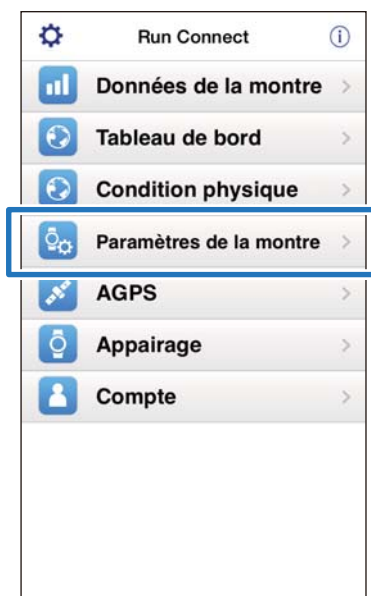 Run Connect
Données de la montre
Tableau de bord
Condition physique
Paramètres de la montre
AGPS
Appairage
Compte